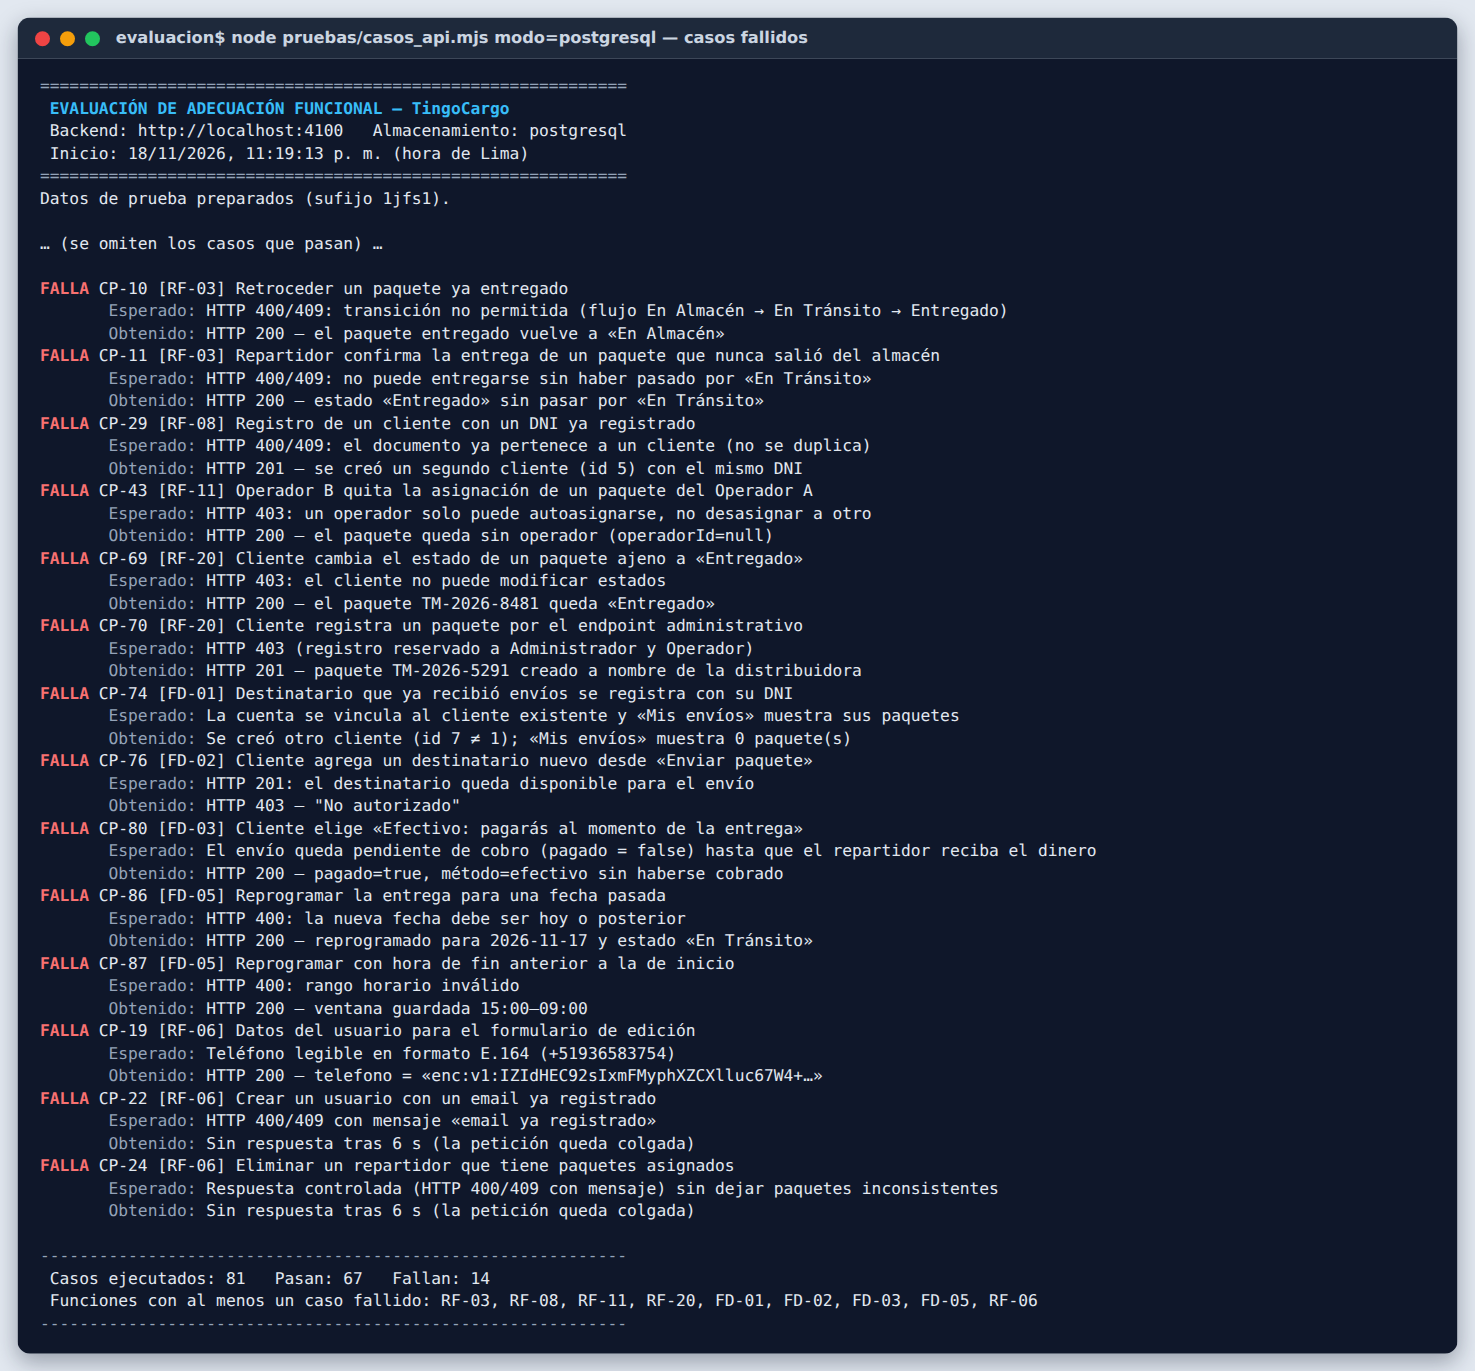 evaluacion$ node pruebas/casos_api.mjs modo=postgresql — casos fallidos
============================================================
EVALUACIÓN DE ADECUACIÓN FUNCIONAL — TingoCargo
Backend: http://localhost:4100   Almacenamiento: postgresql
Inicio: 18/11/2026, 11:19:13 p. m. (hora de Lima)
============================================================
Datos de prueba preparados (sufijo 1jfs1).
… (se omiten los casos que pasan) …
FALLA CP-10 [RF-03] Retroceder un paquete ya entregado
Esperado: HTTP 400/409: transición no permitida (flujo En Almacén → En Tránsito → Entregado)
Obtenido: HTTP 200 — el paquete entregado vuelve a «En Almacén»
FALLA CP-11 [RF-03] Repartidor confirma la entrega de un paquete que nunca salió del almacén
Esperado: HTTP 400/409: no puede entregarse sin haber pasado por «En Tránsito»
Obtenido: HTTP 200 — estado «Entregado» sin pasar por «En Tránsito»
FALLA CP-29 [RF-08] Registro de un cliente con un DNI ya registrado
Esperado: HTTP 400/409: el documento ya pertenece a un cliente (no se duplica)
Obtenido: HTTP 201 — se creó un segundo cliente (id 5) con el mismo DNI
FALLA CP-43 [RF-11] Operador B quita la asignación de un paquete del Operador A
Esperado: HTTP 403: un operador solo puede autoasignarse, no desasignar a otro
Obtenido: HTTP 200 — el paquete queda sin operador (operadorId=null)
FALLA CP-69 [RF-20] Cliente cambia el estado de un paquete ajeno a «Entregado»
Esperado: HTTP 403: el cliente no puede modificar estados
Obtenido: HTTP 200 — el paquete TM-2026-8481 queda «Entregado»
FALLA CP-70 [RF-20] Cliente registra un paquete por el endpoint administrativo
Esperado: HTTP 403 (registro reservado a Administrador y Operador)
Obtenido: HTTP 201 — paquete TM-2026-5291 creado a nombre de la distribuidora
FALLA CP-74 [FD-01] Destinatario que ya recibió envíos se registra con su DNI
Esperado: La cuenta se vincula al cliente existente y «Mis envíos» muestra sus paquetes
Obtenido: Se creó otro cliente (id 7 ≠ 1); «Mis envíos» muestra 0 paquete(s)
FALLA CP-76 [FD-02] Cliente agrega un destinatario nuevo desde «Enviar paquete»
Esperado: HTTP 201: el destinatario queda disponible para el envío
Obtenido: HTTP 403 — "No autorizado"
FALLA CP-80 [FD-03] Cliente elige «Efectivo: pagarás al momento de la entrega»
Esperado: El envío queda pendiente de cobro (pagado = false) hasta que el repartidor reciba el dinero
Obtenido: HTTP 200 — pagado=true, método=efectivo sin haberse cobrado
FALLA CP-86 [FD-05] Reprogramar la entrega para una fecha pasada
Esperado: HTTP 400: la nueva fecha debe ser hoy o posterior
Obtenido: HTTP 200 — reprogramado para 2026-11-17 y estado «En Tránsito»
FALLA CP-87 [FD-05] Reprogramar con hora de fin anterior a la de inicio
Esperado: HTTP 400: rango horario inválido
Obtenido: HTTP 200 — ventana guardada 15:00–09:00
FALLA CP-19 [RF-06] Datos del usuario para el formulario de edición
Esperado: Teléfono legible en formato E.164 (+51936583754)
Obtenido: HTTP 200 — telefono = «enc:v1:IZIdHEC92sIxmFMyphXZCXlluc67W4+…»
FALLA CP-22 [RF-06] Crear un usuario con un email ya registrado
Esperado: HTTP 400/409 con mensaje «email ya registrado»
Obtenido: Sin respuesta tras 6 s (la petición queda colgada)
FALLA CP-24 [RF-06] Eliminar un repartidor que tiene paquetes asignados
Esperado: Respuesta controlada (HTTP 400/409 con mensaje) sin dejar paquetes inconsistentes
Obtenido: Sin respuesta tras 6 s (la petición queda colgada)
------------------------------------------------------------
Casos ejecutados: 81   Pasan: 67   Fallan: 14
Funciones con al menos un caso fallido: RF-03, RF-08, RF-11, RF-20, FD-01, FD-02, FD-03, FD-05, RF-06
------------------------------------------------------------